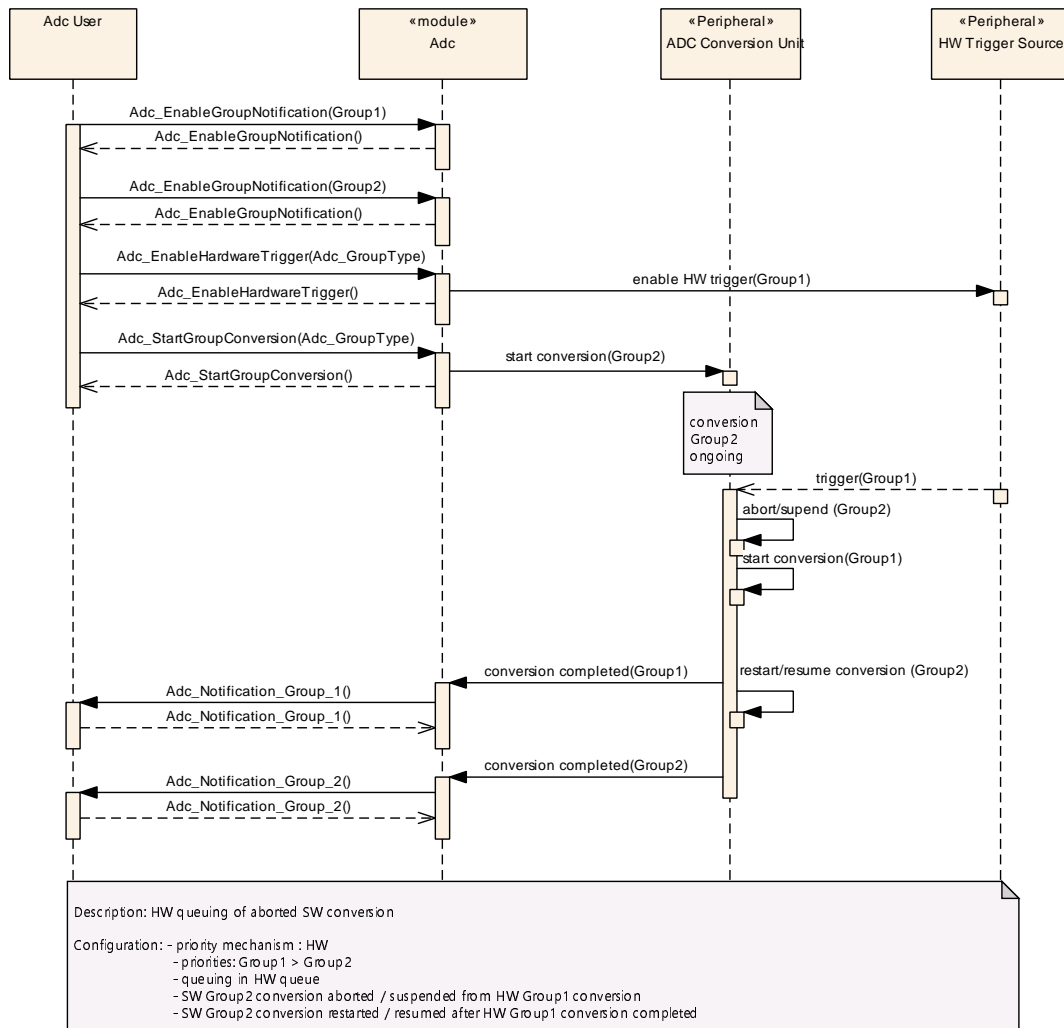 Adc User
«module»
Adc
«Peripheral»
ADC Conversion Unit
«Peripheral»
HW Trigger Source
Adc_EnableGroupNotification(Group1)
Adc_EnableGroupNotification()
Adc_EnableGroupNotification(Group2)
Adc_EnableGroupNotification()
Adc_EnableHardwareTrigger(Adc_GroupType)
enable HW trigger(Group1)
Adc_EnableHardwareTrigger()
Adc_StartGroupConversion(Adc_GroupType)
start conversion(Group2)
Adc_StartGroupConversion()
conversion
Group2
ongoing
trigger(Group1)
abort/supend (Group2)
start conversion(Group1)
conversion completed(Group1)
restart/resume conversion (Group2)
Adc_Notification_Group_1()
Adc_Notification_Group_1()
conversion completed(Group2)
Adc_Notification_Group_2()
Adc_Notification_Group_2()
Description: HW queuing of aborted SW conversion
Configuration: - priority mechanism : HW
- priorities: Group1 > Group2
- queuing in HW queue
- SW Group2 conversion aborted / suspended from HW Group1 conversion
- SW Group2 conversion restarted / resumed after HW Group1 conversion completed